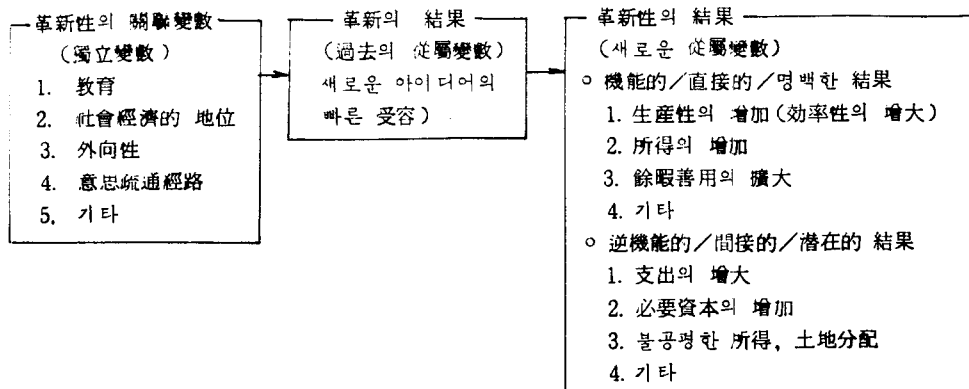 革新性의 關聯變數
(獨立變數)
1. 敎育
2. 社會經濟的 地位
3. 外向性
4. 意思疏通經路
5. 기타
革新의 結果
(過去의 從屬變數)
새로운 아이디어의
빠른 受容)
革新性의 結果
(새로운 從屬變數)
○ 機能的/直接的/명백한 結果
1. 生産性의 增加(効率性의 增大)
2. 所得의 增加
3. 餘暇善用의 擴大
4. 기타
○ 逆機能的/間接的/潜在的 結果
1. 支出의 增大
2. 必要資本의 增加
3. 불공평한 所得, 土地分配
4. 기타